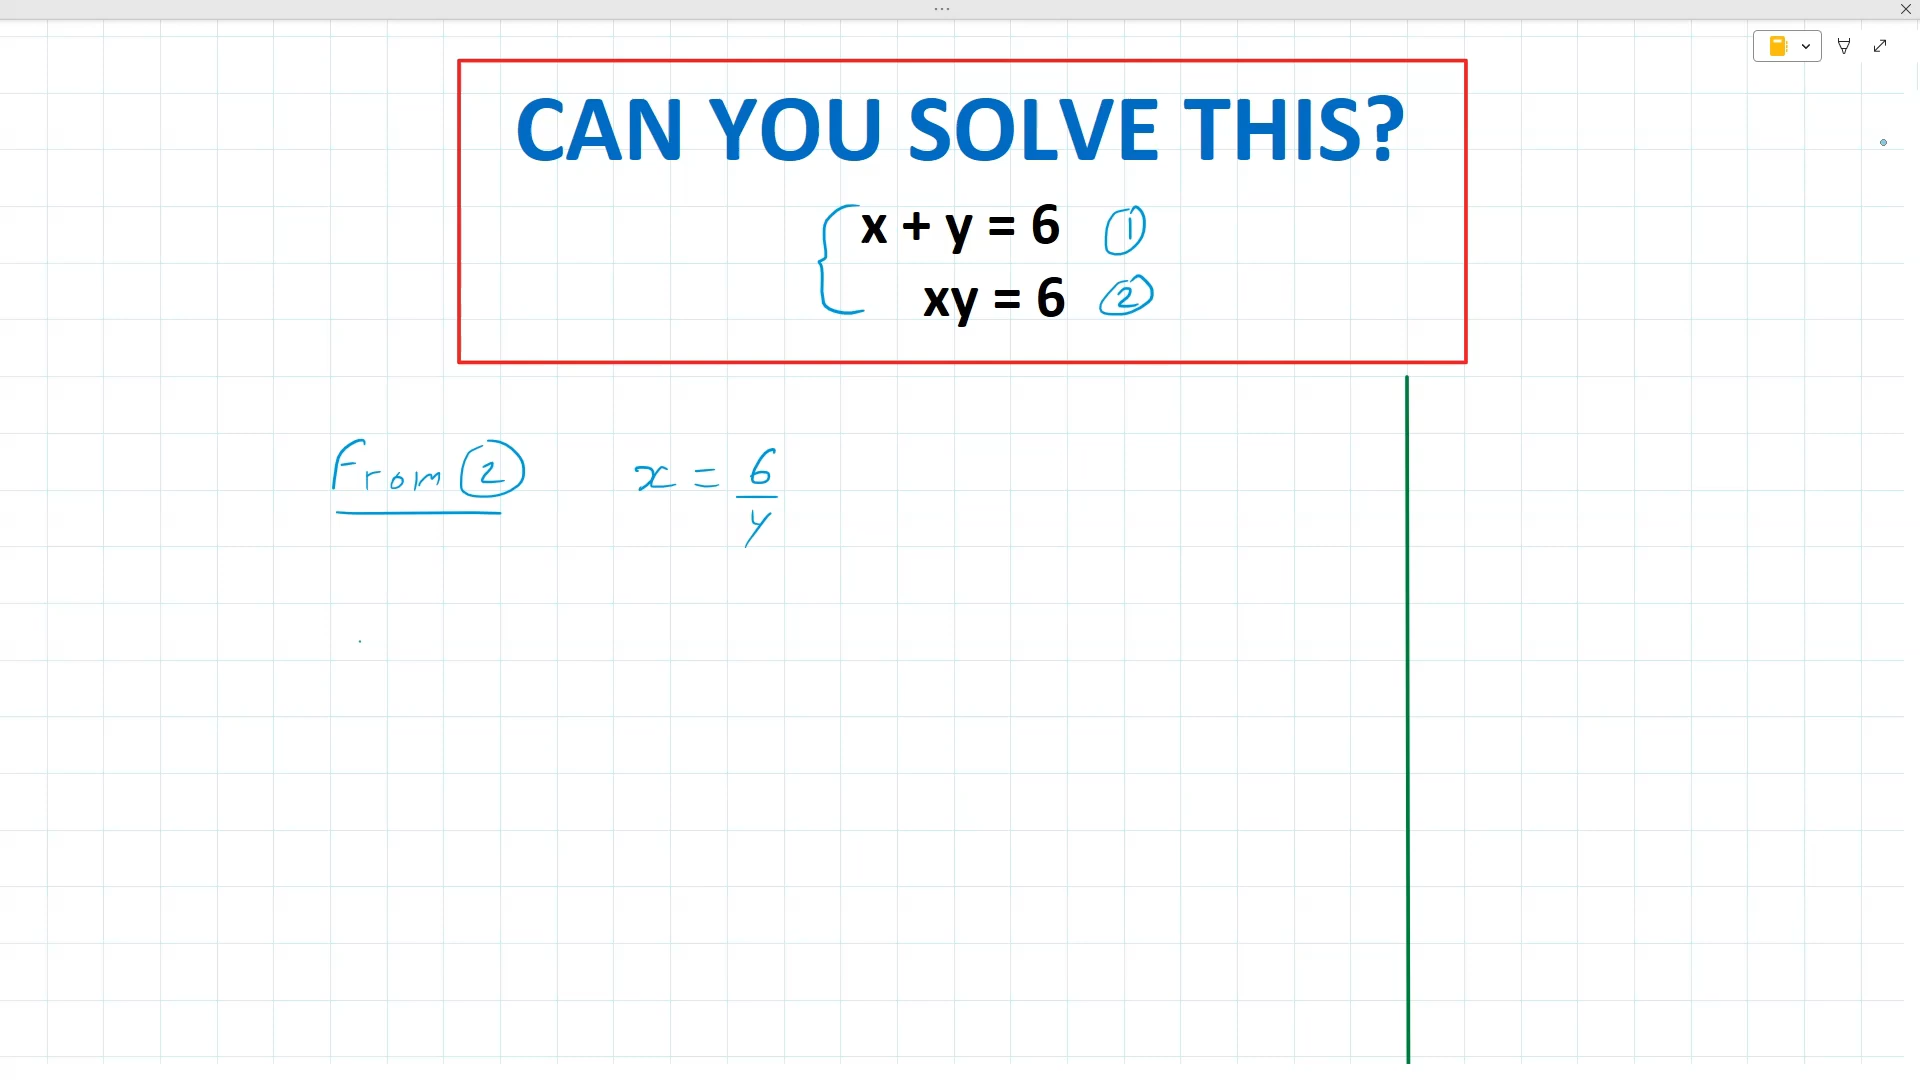 CAN YOU SOLVE THIS?
x + y = 6 ①
xy = 6 ②
From ② x = 6/y